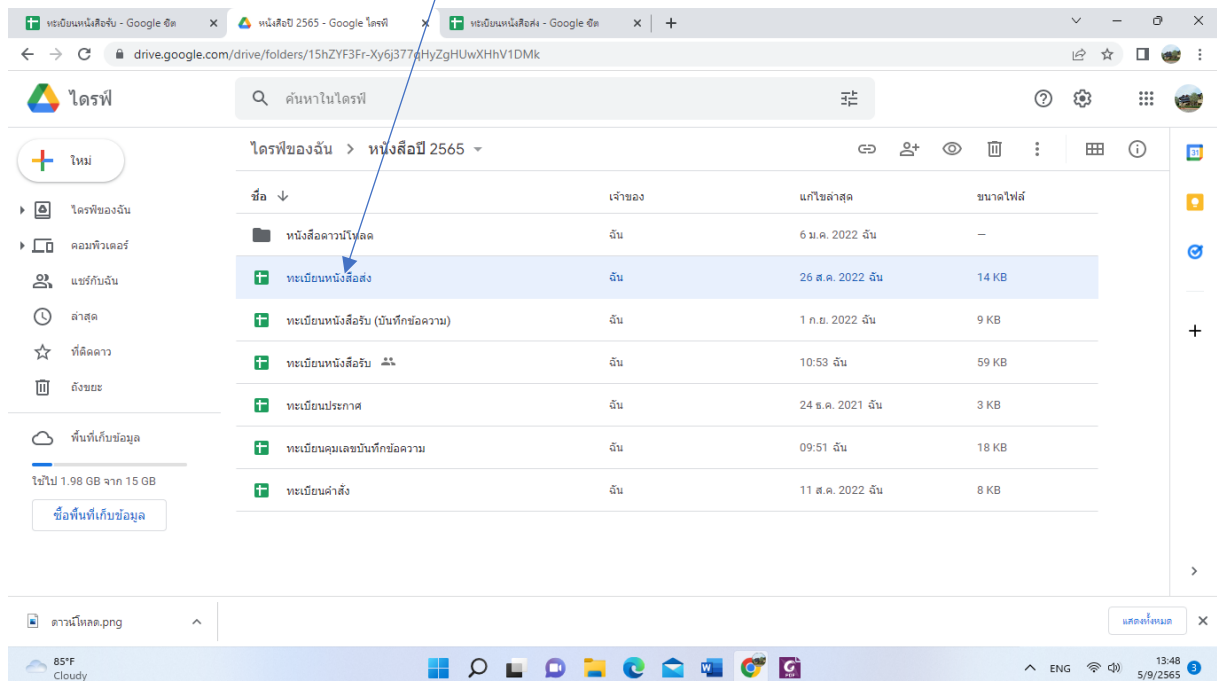 ทะเบียนหนังสือรับ - Google ชีต
หนังสือปี 2565 - Google ไดรฟ์
ทะเบียนหนังสือส่ง - Google ชีต
drive.google.com/drive/folders/15hZYF3Fr-Xy6j377qHyZgHUwXHhV1DMk
ไดรฟ์
ค้นหาในไดรฟ์
ใหม่
ไดรฟ์ของฉัน > หนังสือปี 2565
31
ไดรฟ์ของฉัน
คอมพิวเตอร์
แชร์กับฉัน
ล่าสุด
ที่ติดดาว
ถังขยะ
พื้นที่เก็บข้อมูล
ใช้ไป 1.98 GB จาก 15 GB
ซื้อพื้นที่เก็บข้อมูล
ชื่อ เจ้าของ แก้ไขล่าสุด ขนาดไฟล์
หนังสือดาวน์โหลด ฉัน 6 ม.ค. 2022 ฉัน –
ทะเบียนหนังสือส่ง ฉัน 26 ส.ค. 2022 ฉัน 14 KB
ทะเบียนหนังสือรับ (บันทึกข้อความ) ฉัน 1 ก.ย. 2022 ฉัน 9 KB
ทะเบียนหนังสือรับ ฉัน 10:53 ฉัน 59 KB
ทะเบียนประกาศ ฉัน 24 ธ.ค. 2021 ฉัน 3 KB
ทะเบียนคุมเลขบันทึกข้อความ ฉัน 09:51 ฉัน 18 KB
ทะเบียนคำสั่ง ฉัน 11 ส.ค. 2022 ฉัน 8 KB
ดาวน์โหลด.png
แสดงทั้งหมด
85°F
Cloudy
ENG
13:48
5/9/2565
3